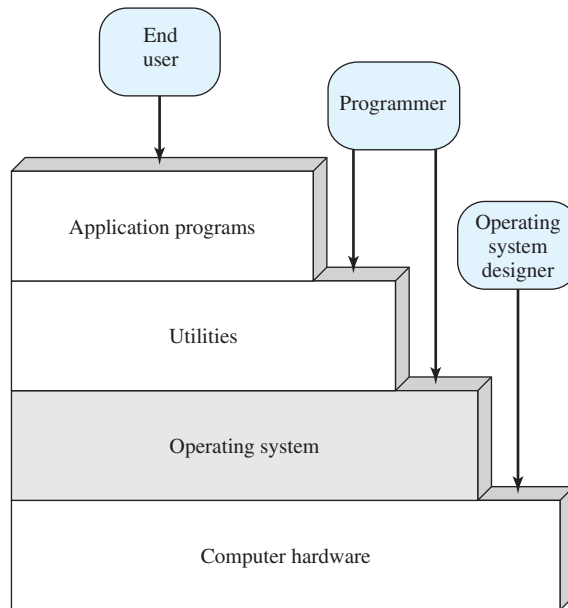 End
user
Programmer
Operating
system
designer
Application programs
Utilities
Operating system
Computer hardware